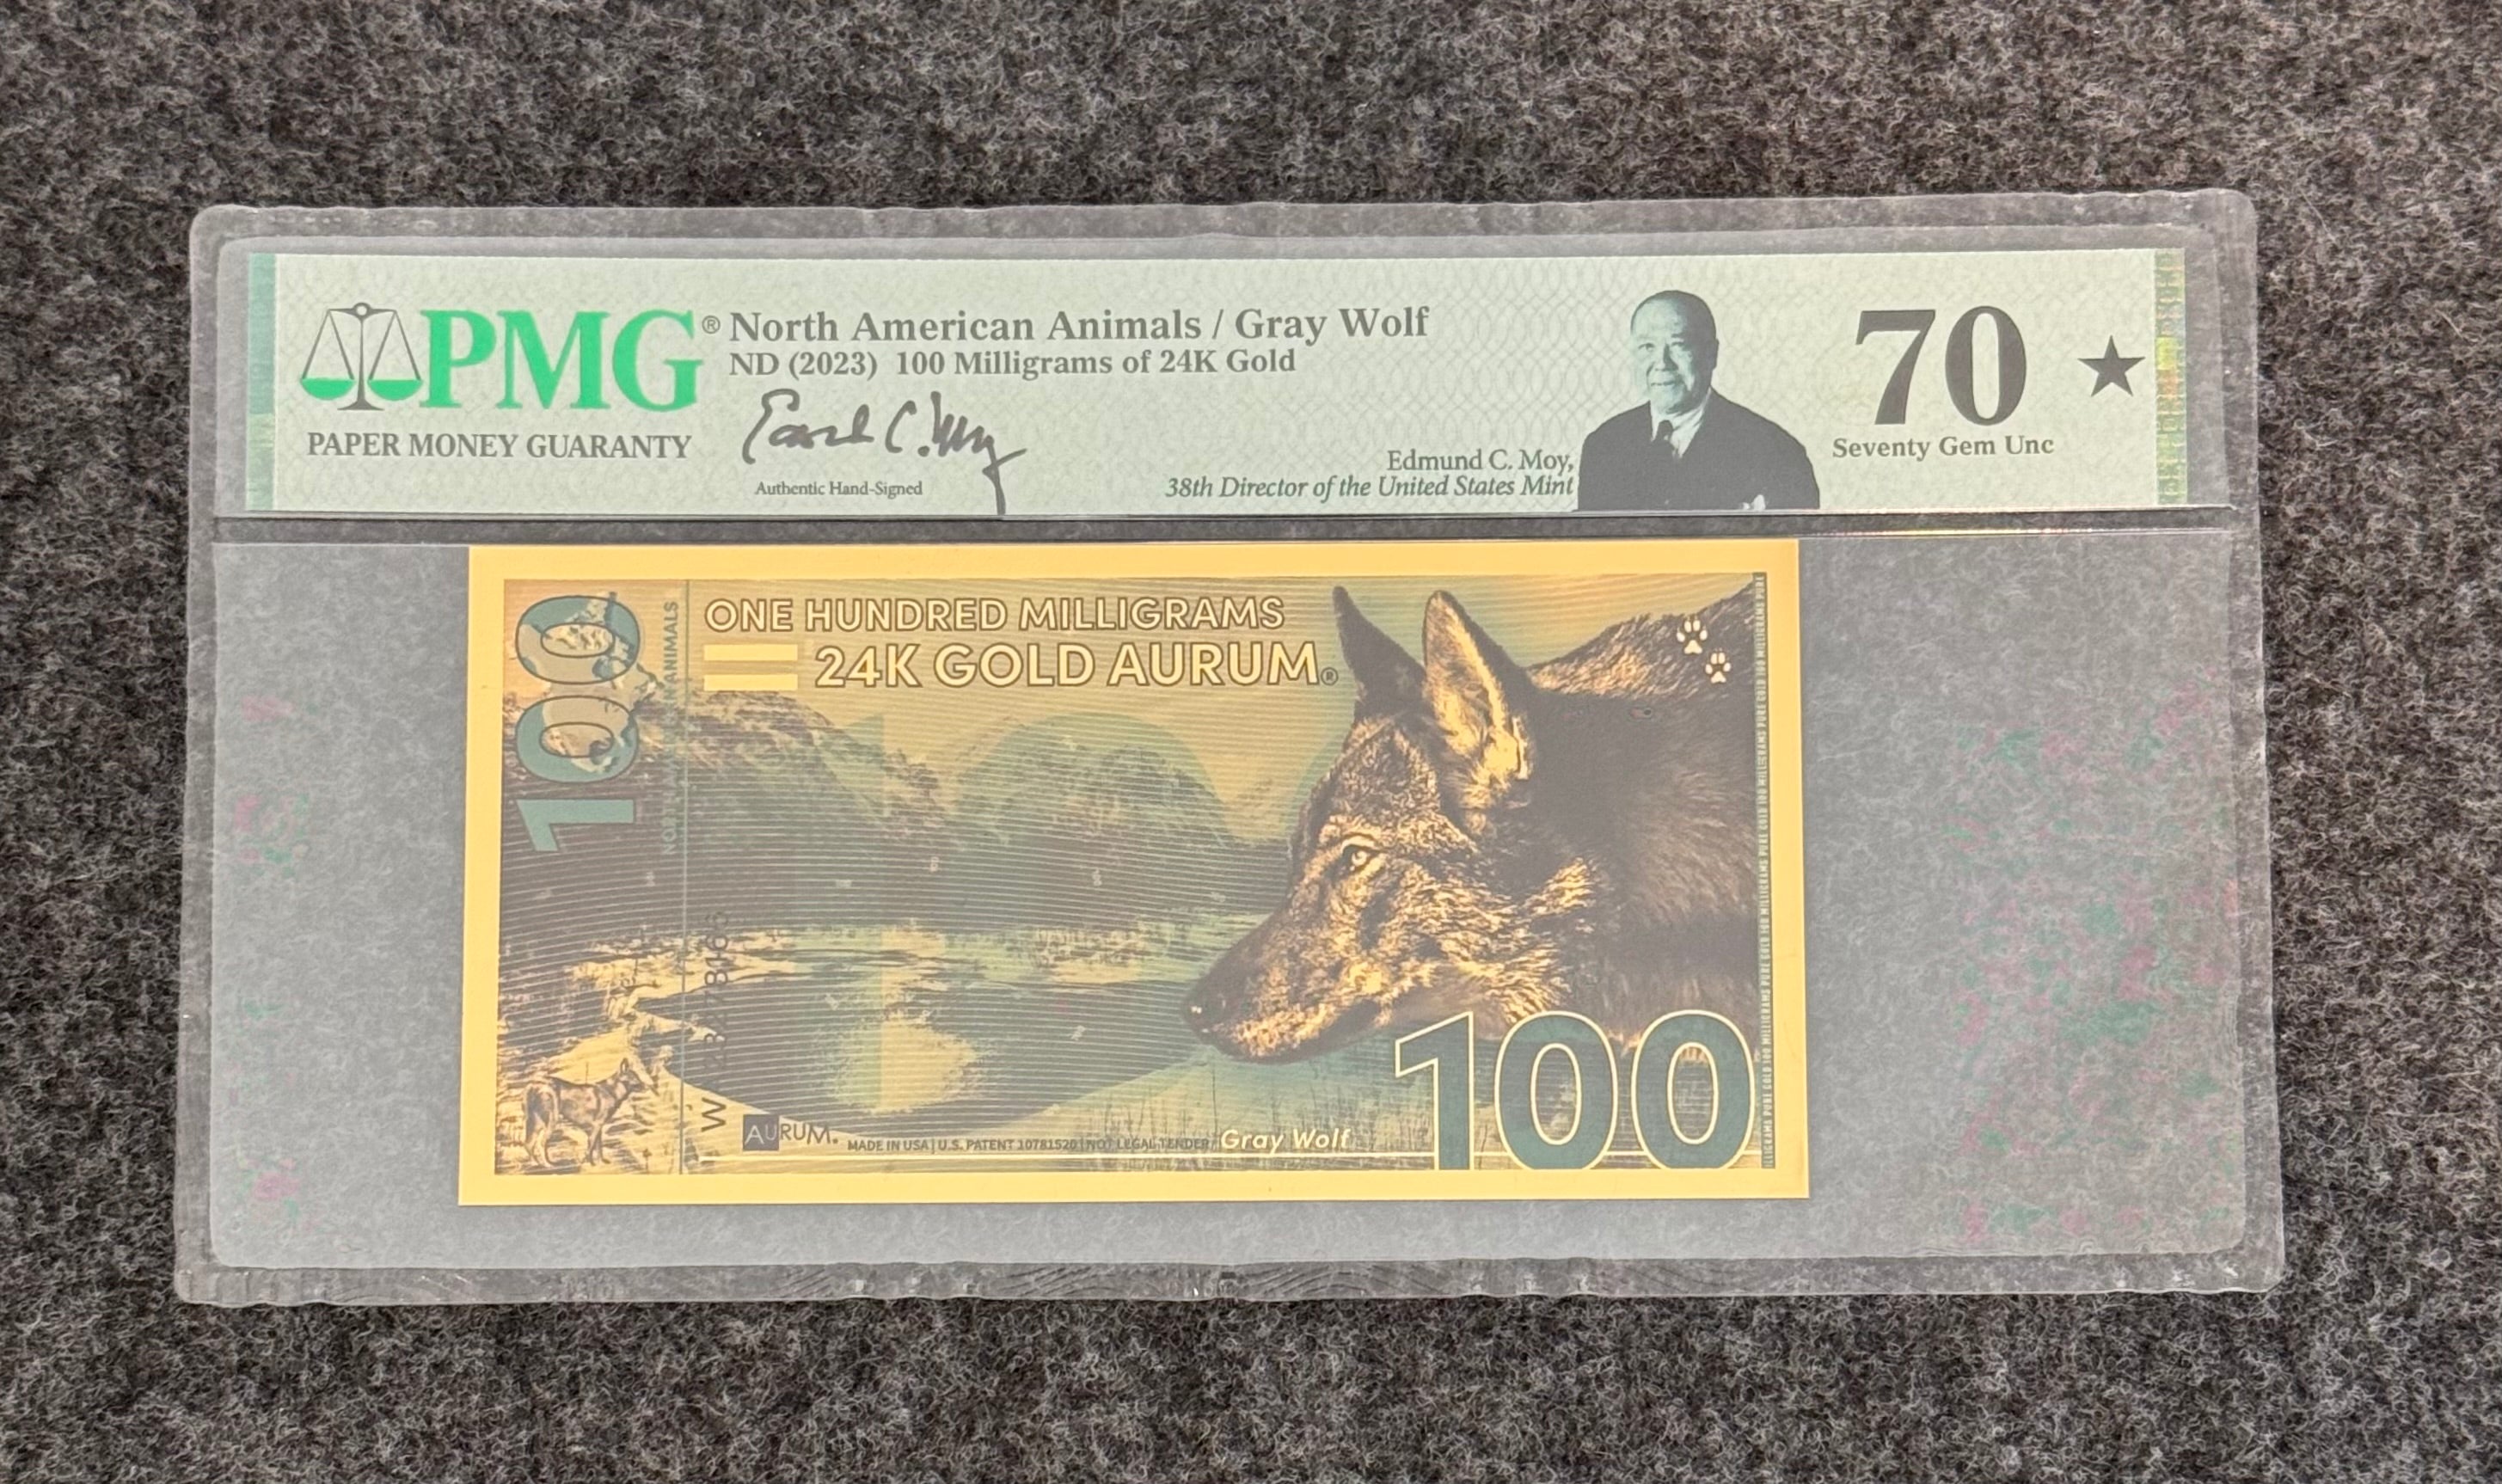 PMG®
PAPER MONEY GUARANTY
North American Animals / Gray Wolf
ND (2023) 100 Milligrams of 24K Gold
Authentic Hand-Signed
Edmund C. Moy,
38th Director of the United States Mint
70 ★
Seventy Gem Unc
100
ANIMALS
ONE HUNDRED MILLIGRAMS
= 24K GOLD AURUM®
W
AURUM.
MADE IN USA | U.S. PATENT 10781520 | NOT LEGAL TENDER
Gray Wolf
100